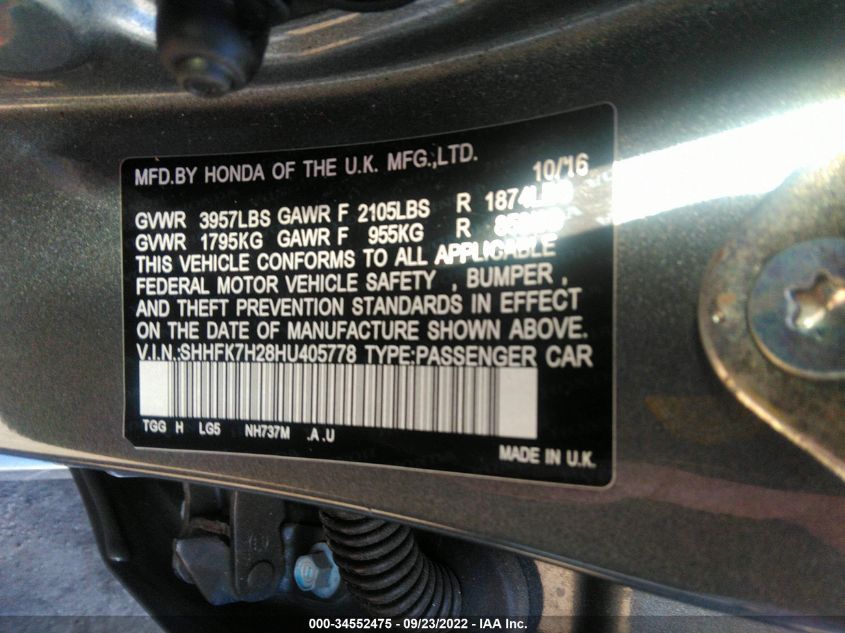 MFD.BY HONDA OF THE U.K. MFG.,LTD. 10/16
GVWR 3957LBS GAWR F 2105LBS R 1874LBS
GVWR 1795KG GAWR F 955KG R
THIS VEHICLE CONFORMS TO ALL APPLICABLE
FEDERAL MOTOR VEHICLE SAFETY , BUMPER ,
AND THEFT PREVENTION STANDARDS IN EFFECT
ON THE DATE OF MANUFACTURE SHOWN ABOVE.
V.I.N.:SHHFK7H28HU405778 TYPE:PASSENGER CAR
TGG H LG5 NH737M .A .U
MADE IN U.K.
000-34552475 - 09/23/2022 - IAA Inc.